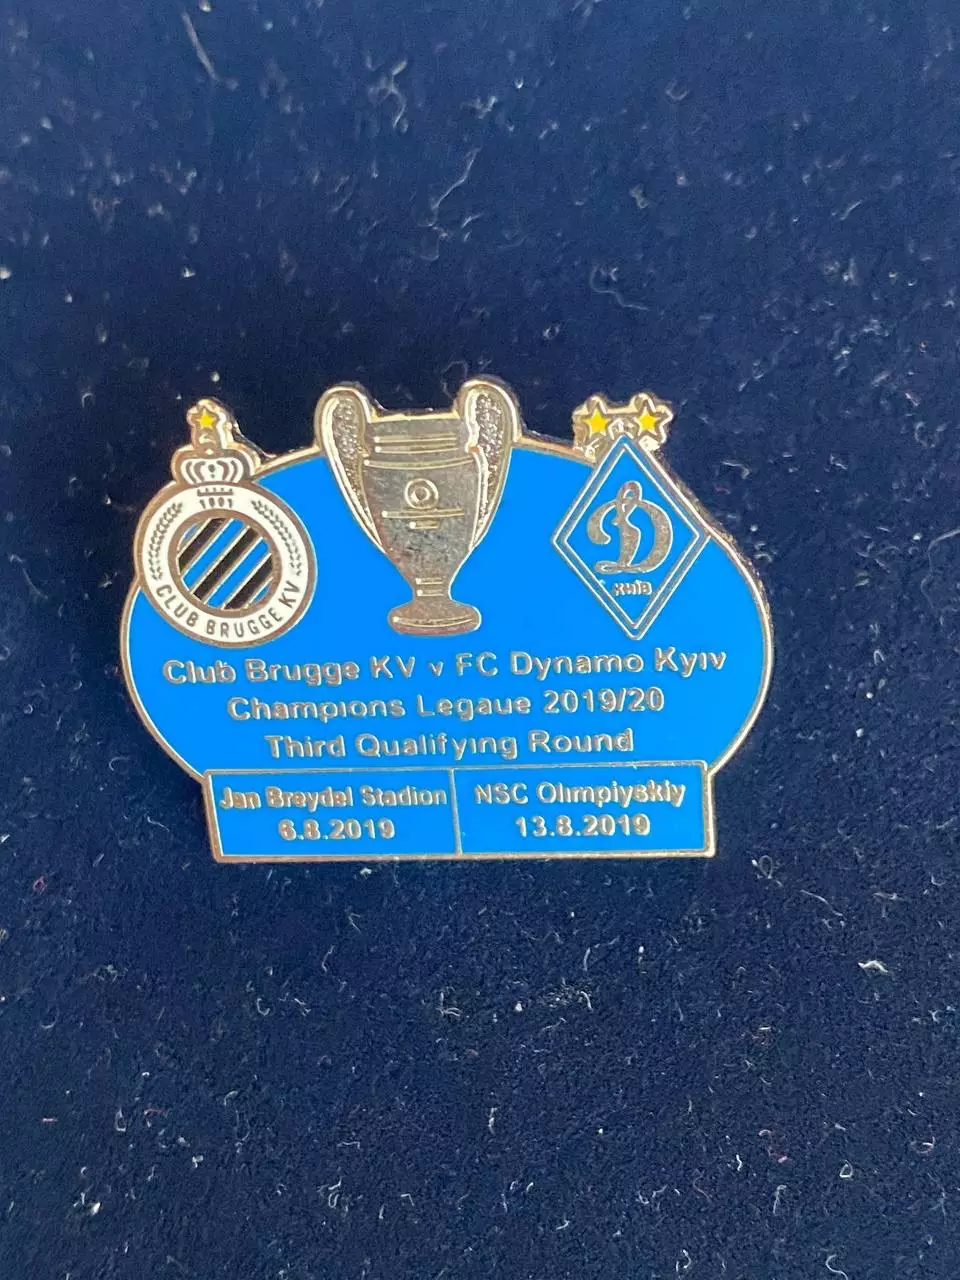 1891
CLUB BRUGGE KV
Д
КИЇВ
Club Brugge KV v FC Dynamo Kyiv
Champions Legaue 2019/20
Third Qualifying Round
Jan Breydel Stadion
6.8.2019
NSC Olimpiyskiy
13.8.2019